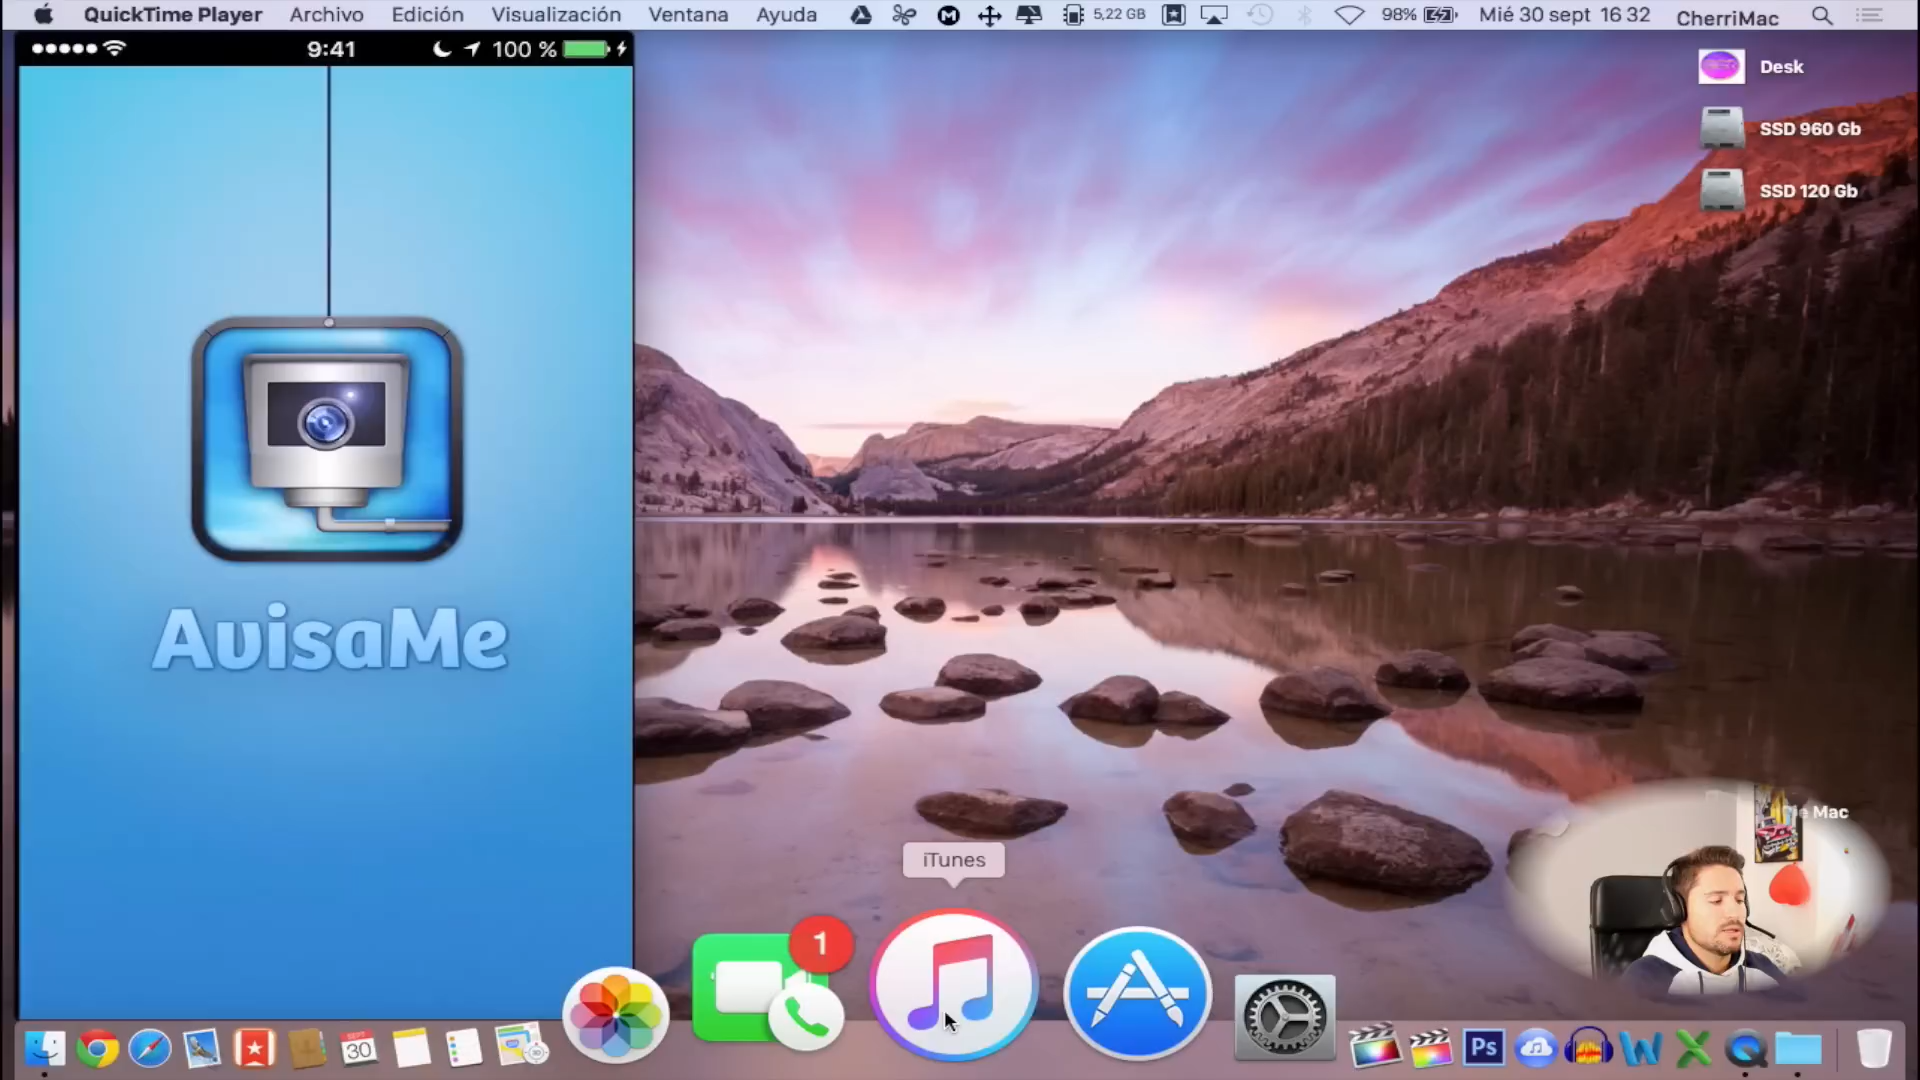 QuickTime Player Archivo Edición Visualización Ventana Ayuda 5,22 GB 98% Mié 30 sept 16 32 CherriMac
9:41 100 %
Desk
SSD 960 Gb
SSD 120 Gb
AvisaMe
e Mac
iTunes
1
SEPT
30
Ps